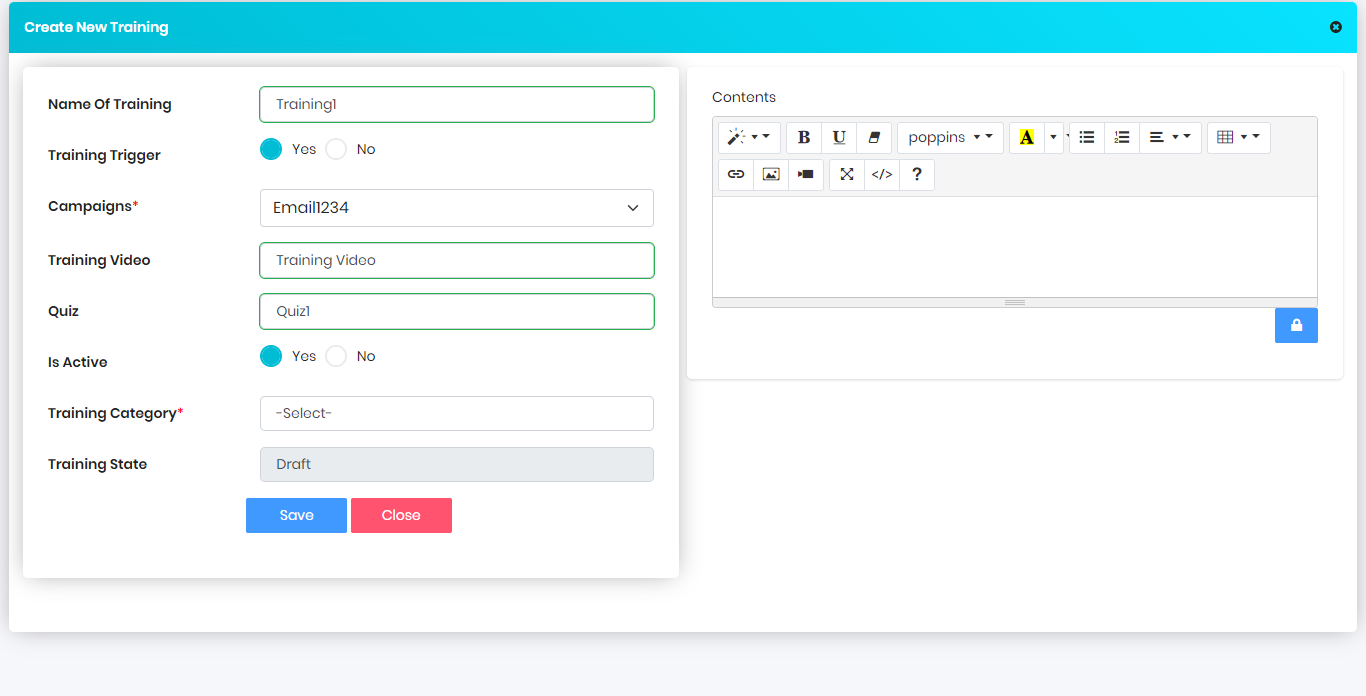 Create New Training
Name Of Training
Training1
Training Trigger
Yes
No
Campaigns*
Email1234
Training Video
Training Video
Quiz
Quiz1
Is Active
Yes
No
Training Category*
-Select-
Training State
Draft
Save
Close
Contents
B U poppins A
</> ?